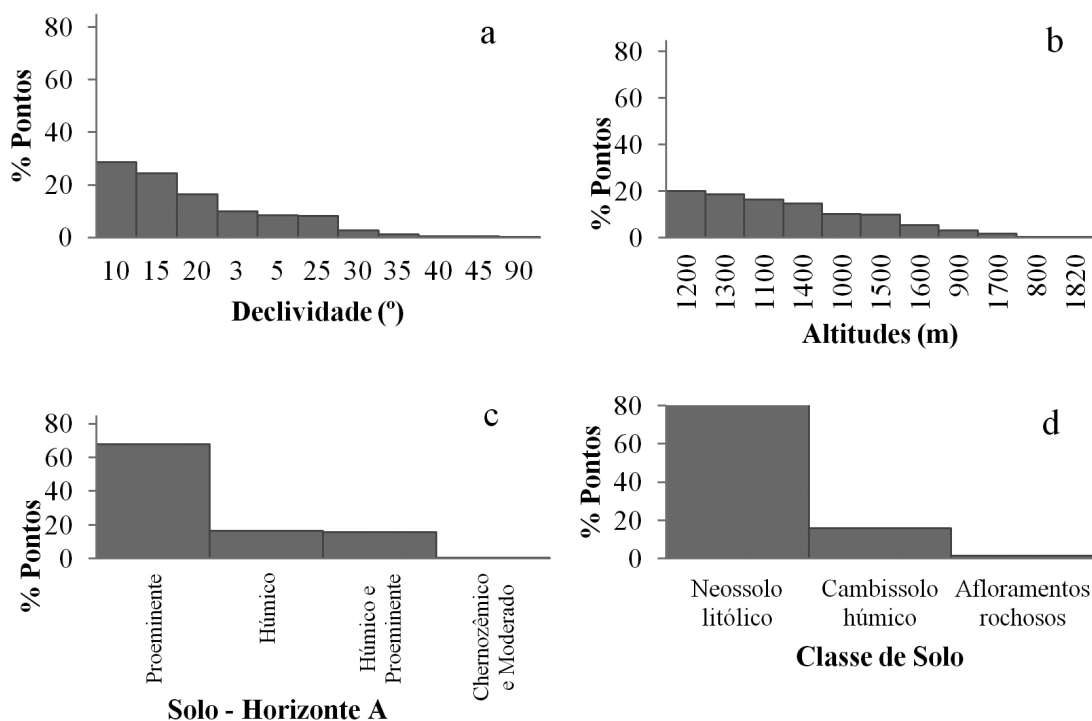 a
% Pontos
80
60
40
20
0
10 15 20 3 5 25 30 35 40 45 90
Declividade (º)
b
% Pontos
80
60
40
20
0
1200 1300 1100 1400 1000 1500 1600 900 1700 800 1820
Altitudes (m)
c
% Pontos
80
60
40
20
0
Proeminente
Húmico
Húmico e
Proeminente
Chernozêmico
e Moderado
Solo - Horizonte A
d
% Pontos
80
60
40
20
0
Neossolo
litólico
Cambissolo
húmico
Afloramentos
rochosos
Classe de Solo